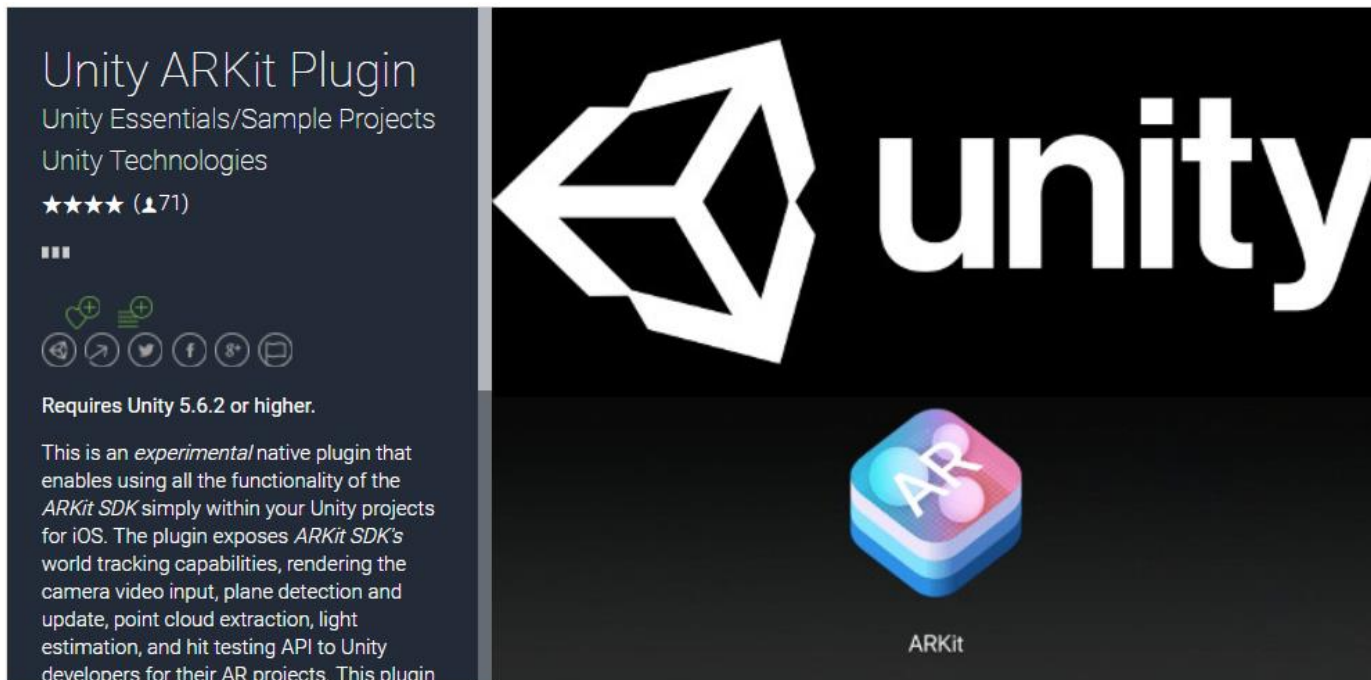 Unity ARKit Plugin
Unity Essentials/Sample Projects
Unity Technologies
★★★★ (71)
Requires Unity 5.6.2 or higher.
This is an experimental native plugin that
enables using all the functionality of the
ARKit SDK simply within your Unity projects
for iOS. The plugin exposes ARKit SDK's
world tracking capabilities, rendering the
camera video input, plane detection and
update, point cloud extraction, light
estimation, and hit testing API to Unity
developers for their AR projects. This plugin
unity
AR
ARKit